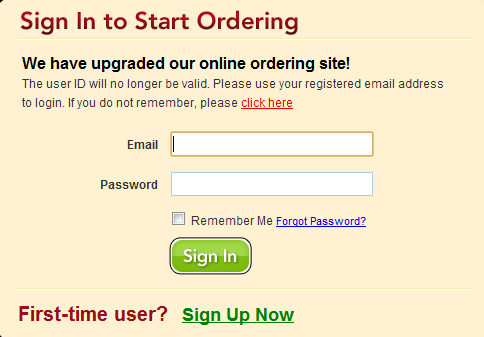 Sign In to Start Ordering
We have upgraded our online ordering site!
The user ID will no longer be valid. Please use your registered email address
to login. If you do not remember, please click here
Email
Password
Remember Me Forgot Password?
Sign In
First-time user? Sign Up Now